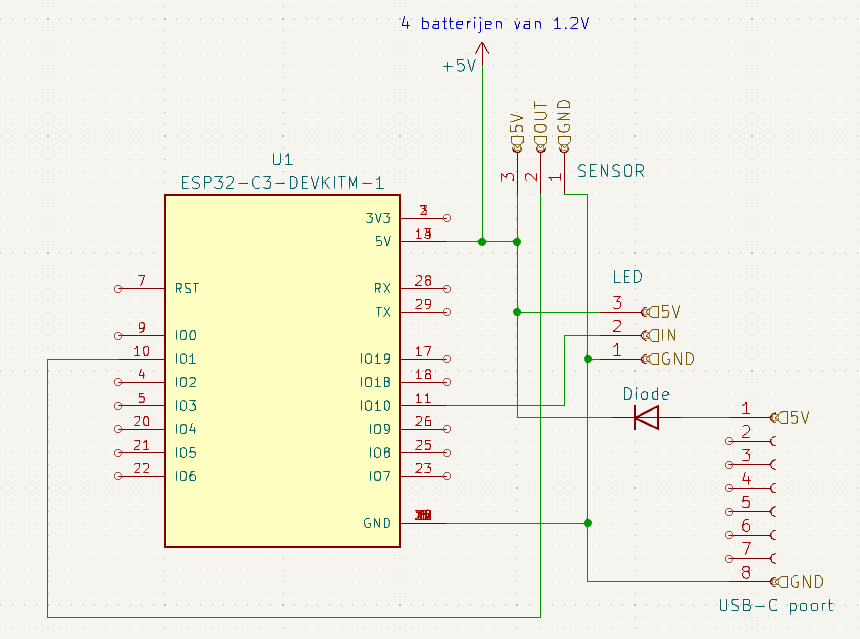 4 batterijen van 1.2V
+5V
5V
OUT
GND
3
2
1
SENSOR
U1
ESP32-C3-DEVKITM-1
3V3
5V
7
RST
RX
28
TX
29
9
IO0
10
IO1
IO19
17
4
IO2
IO18
18
5
IO3
IO10
11
20
IO4
IO9
26
21
IO5
IO8
25
22
IO6
IO7
23
GND
LED
3
5V
2
IN
1
GND
Diode
1
5V
2
3
4
5
6
7
8
GND
USB-C poort